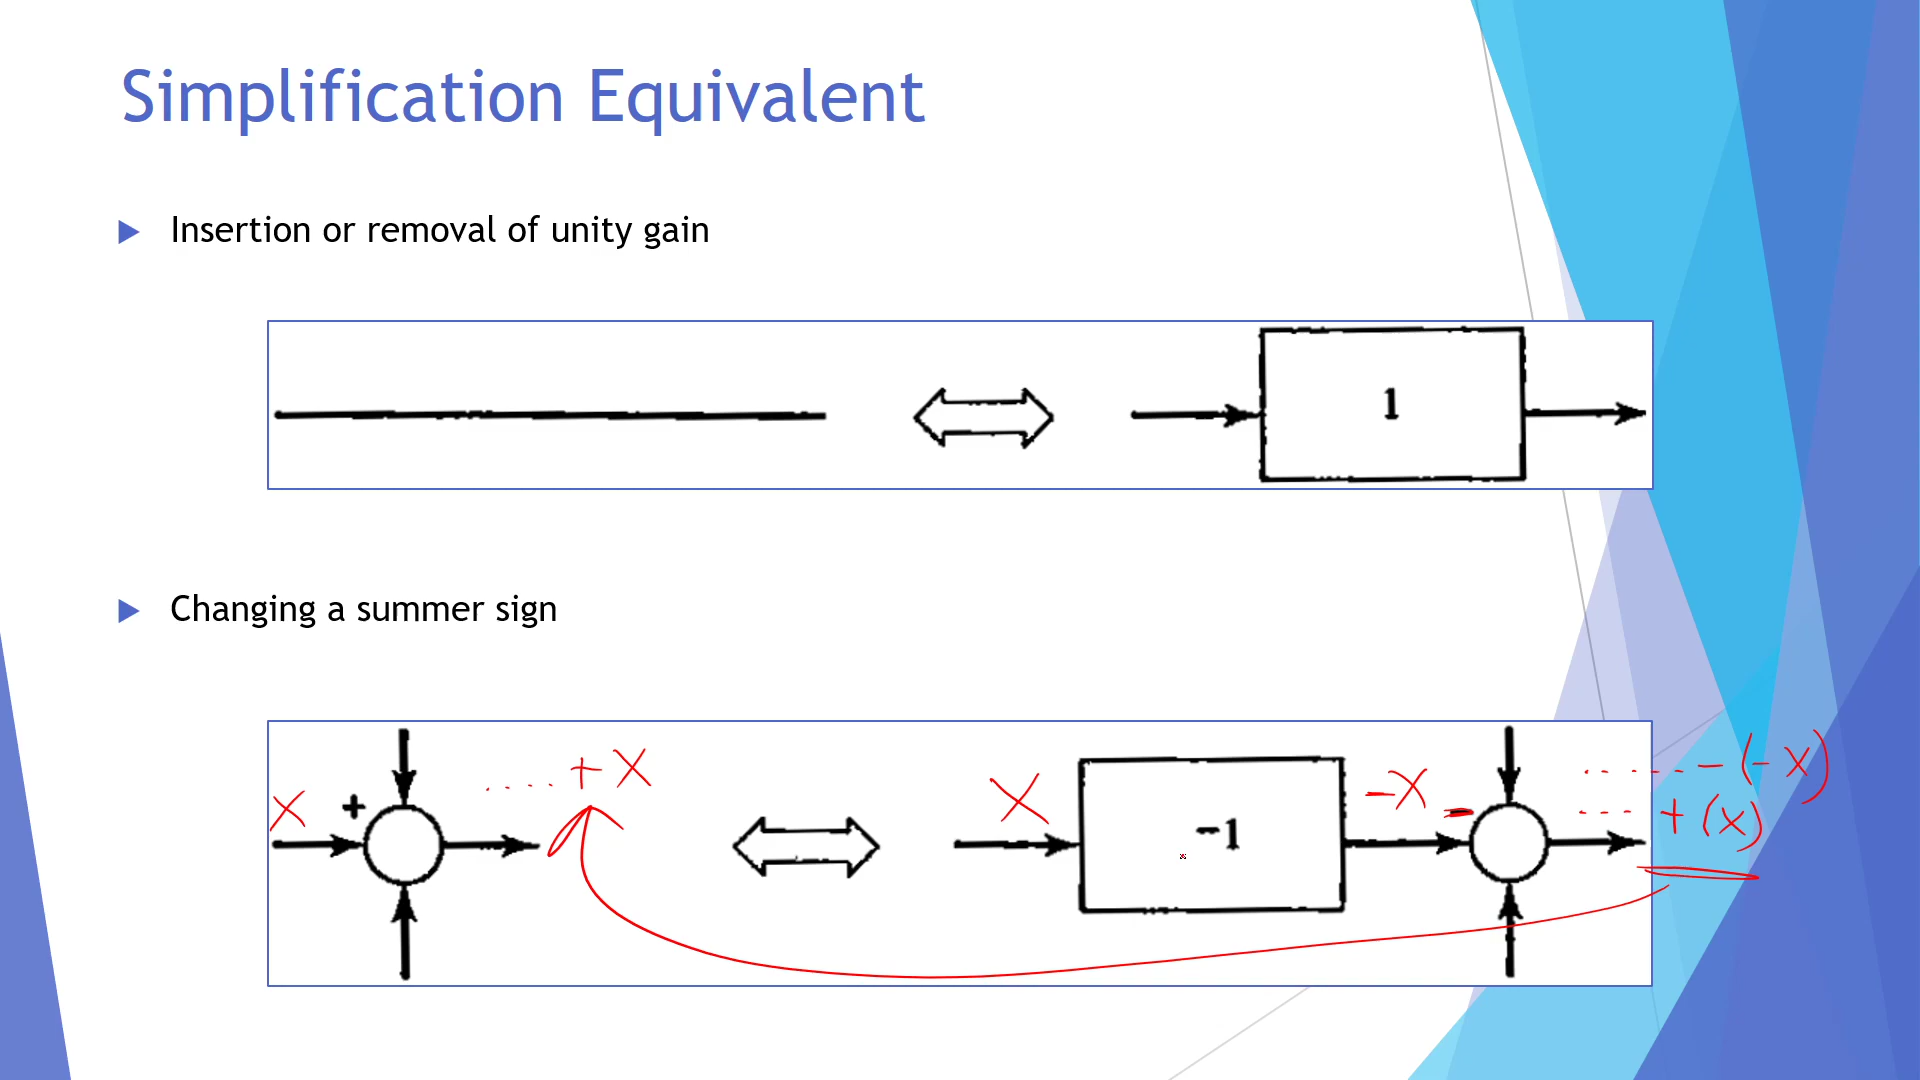 Simplification Equivalent
Insertion or removal of unity gain
1
Changing a summer sign
X + ..... + X X -1 -X - ...... - (- X)
.... + (x)